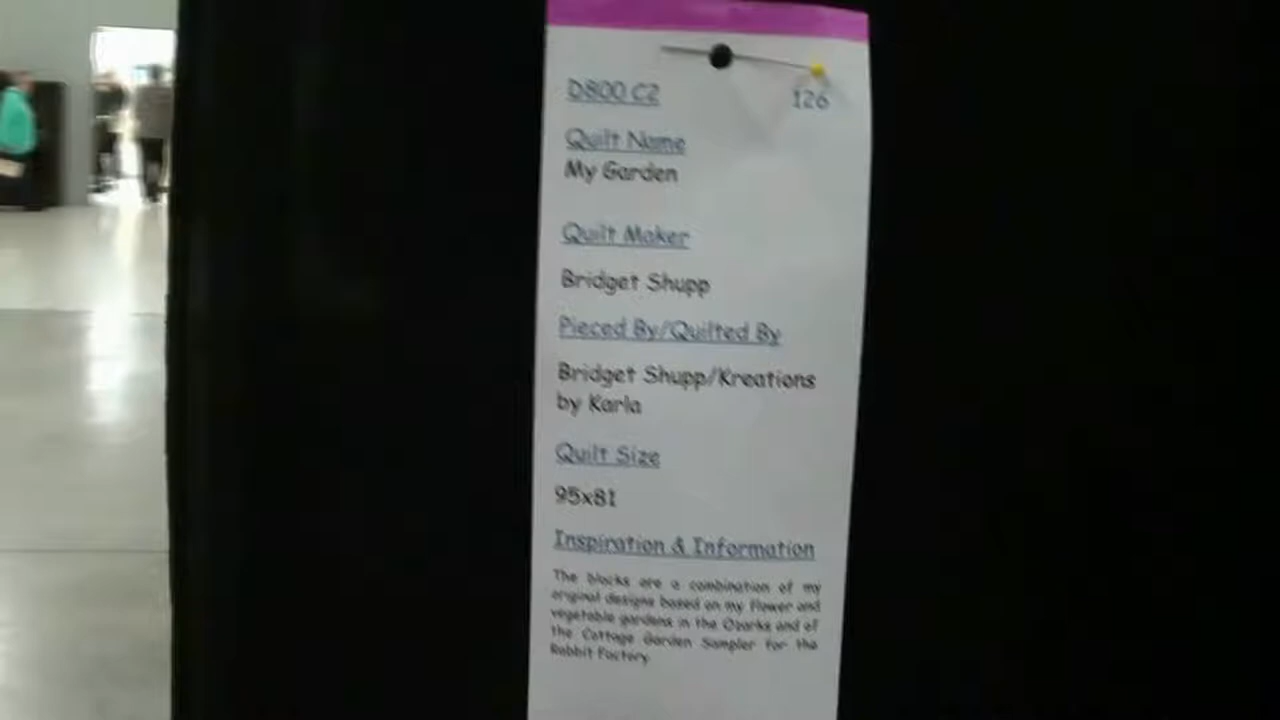 D800 C2 126
Quilt Name
My Garden
Quilt Maker
Bridget Shupp
Pieced By/Quilted By
Bridget Shupp/Kreations
by Karla
Quilt Size
95x81
Inspiration & Information
The blocks are a combination of my
original designs based on my flower and
vegetable gardens in the Ozarks and of
the Cottage Garden Sampler for the
Rabbit Factory.